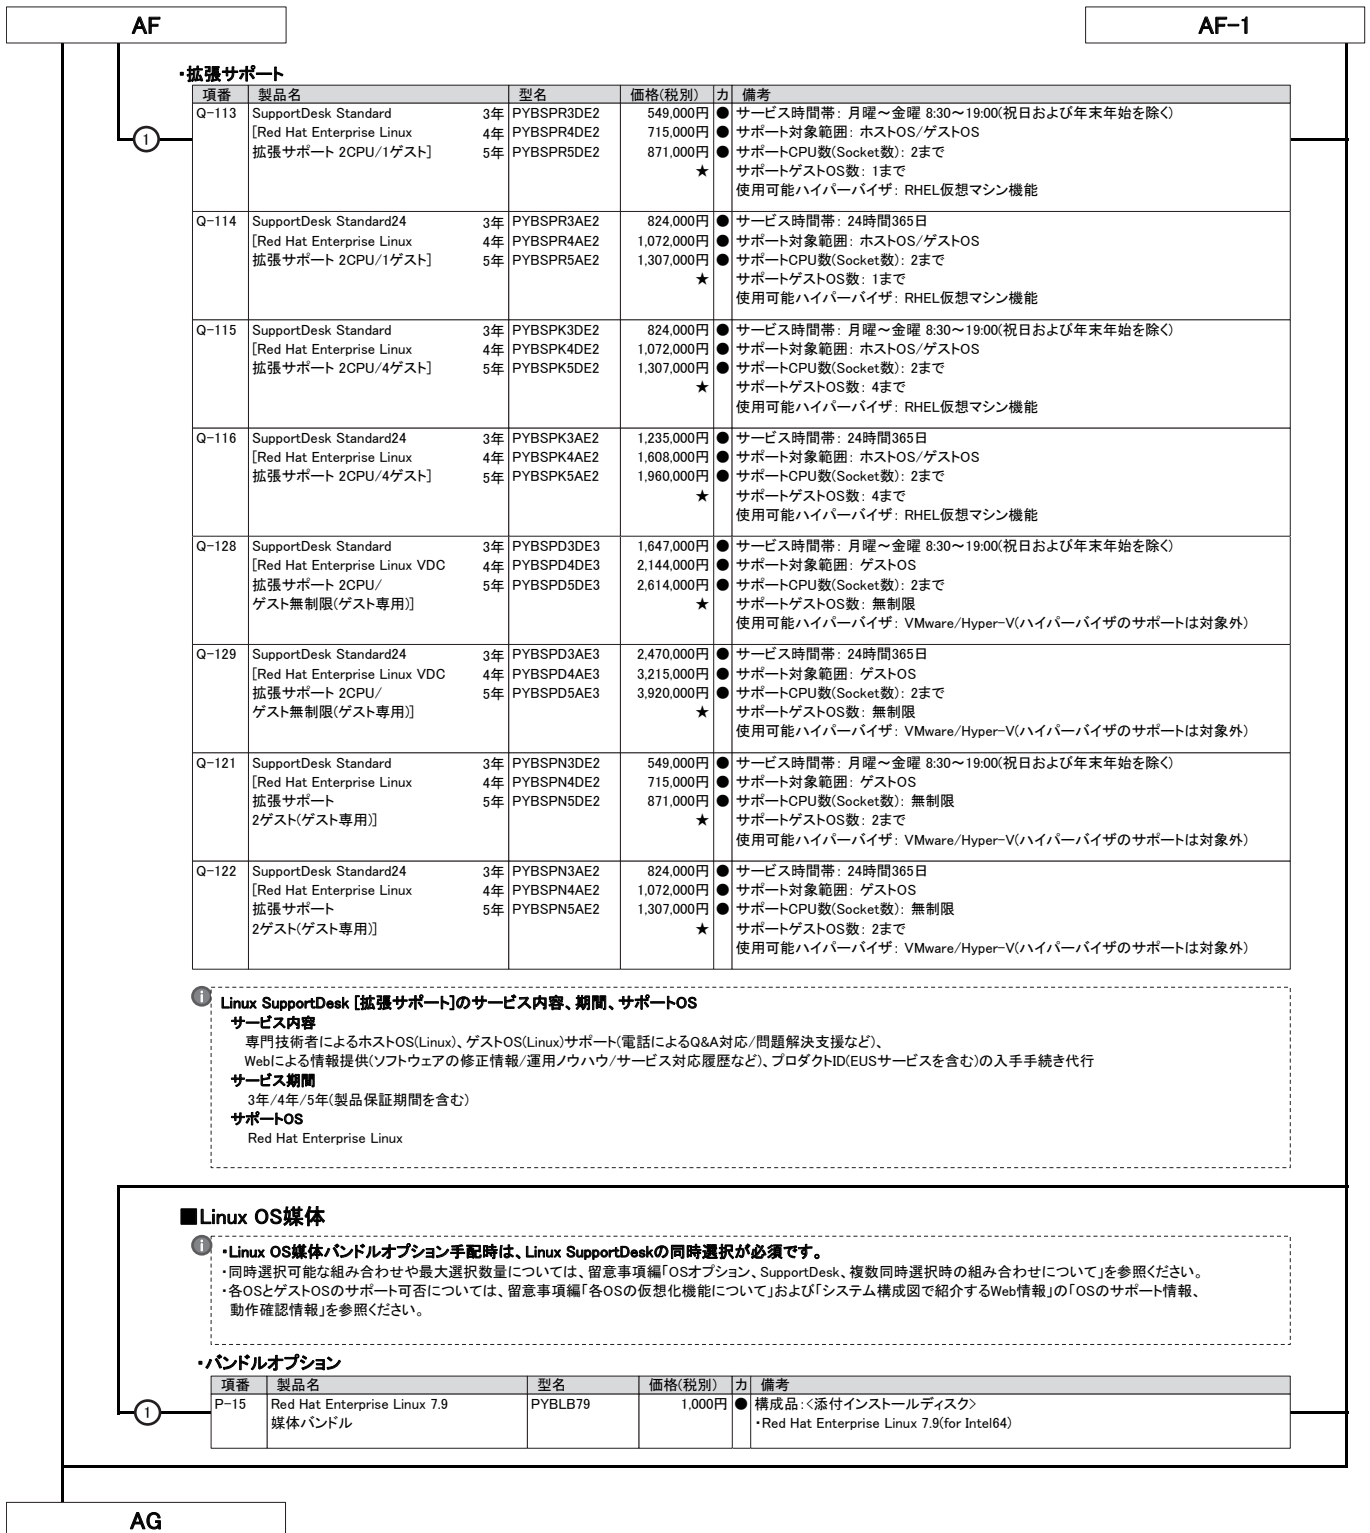 AF
AF-1
・拡張サポート
項番 製品名 型名 価格(税別) カ 備考
Q-113 SupportDesk Standard 3年 PYBSPR3DE2 549,000円 ● サービス時間帯: 月曜～金曜 8:30～19:00(祝日および年末年始を除く)
[Red Hat Enterprise Linux 4年 PYBSPR4DE2 715,000円 ● サポート対象範囲: ホストOS/ゲストOS
拡張サポート 2CPU/1ゲスト] 5年 PYBSPR5DE2 871,000円 ● サポートCPU数(Socket数): 2まで
★ サポートゲストOS数: 1まで
使用可能ハイパーバイザ: RHEL仮想マシン機能
Q-114 SupportDesk Standard24 3年 PYBSPR3AE2 824,000円 ● サービス時間帯: 24時間365日
[Red Hat Enterprise Linux 4年 PYBSPR4AE2 1,072,000円 ● サポート対象範囲: ホストOS/ゲストOS
拡張サポート 2CPU/1ゲスト] 5年 PYBSPR5AE2 1,307,000円 ● サポートCPU数(Socket数): 2まで
★ サポートゲストOS数: 1まで
使用可能ハイパーバイザ: RHEL仮想マシン機能
Q-115 SupportDesk Standard 3年 PYBSPK3DE2 824,000円 ● サービス時間帯: 月曜～金曜 8:30～19:00(祝日および年末年始を除く)
[Red Hat Enterprise Linux 4年 PYBSPK4DE2 1,072,000円 ● サポート対象範囲: ホストOS/ゲストOS
拡張サポート 2CPU/4ゲスト] 5年 PYBSPK5DE2 1,307,000円 ● サポートCPU数(Socket数): 2まで
★ サポートゲストOS数: 4まで
使用可能ハイパーバイザ: RHEL仮想マシン機能
Q-116 SupportDesk Standard24 3年 PYBSPK3AE2 1,235,000円 ● サービス時間帯: 24時間365日
[Red Hat Enterprise Linux 4年 PYBSPK4AE2 1,608,000円 ● サポート対象範囲: ホストOS/ゲストOS
拡張サポート 2CPU/4ゲスト] 5年 PYBSPK5AE2 1,960,000円 ● サポートCPU数(Socket数): 2まで
★ サポートゲストOS数: 4まで
使用可能ハイパーバイザ: RHEL仮想マシン機能
Q-128 SupportDesk Standard 3年 PYBSPD3DE3 1,647,000円 ● サービス時間帯: 月曜～金曜 8:30～19:00(祝日および年末年始を除く)
[Red Hat Enterprise Linux VDC 4年 PYBSPD4DE3 2,144,000円 ● サポート対象範囲: ゲストOS
拡張サポート 2CPU/ 5年 PYBSPD5DE3 2,614,000円 ● サポートCPU数(Socket数): 2まで
ゲスト無制限(ゲスト専用)] ★ サポートゲストOS数: 無制限
使用可能ハイパーバイザ: VMware/Hyper-V(ハイパーバイザのサポートは対象外)
Q-129 SupportDesk Standard24 3年 PYBSPD3AE3 2,470,000円 ● サービス時間帯: 24時間365日
[Red Hat Enterprise Linux VDC 4年 PYBSPD4AE3 3,215,000円 ● サポート対象範囲: ゲストOS
拡張サポート 2CPU/ 5年 PYBSPD5AE3 3,920,000円 ● サポートCPU数(Socket数): 2まで
ゲスト無制限(ゲスト専用)] ★ サポートゲストOS数: 無制限
使用可能ハイパーバイザ: VMware/Hyper-V(ハイパーバイザのサポートは対象外)
Q-121 SupportDesk Standard 3年 PYBSPN3DE2 549,000円 ● サービス時間帯: 月曜～金曜 8:30～19:00(祝日および年末年始を除く)
[Red Hat Enterprise Linux 4年 PYBSPN4DE2 715,000円 ● サポート対象範囲: ゲストOS
拡張サポート 5年 PYBSPN5DE2 871,000円 ● サポートCPU数(Socket数): 無制限
2ゲスト(ゲスト専用)] ★ サポートゲストOS数: 2まで
使用可能ハイパーバイザ: VMware/Hyper-V(ハイパーバイザのサポートは対象外)
Q-122 SupportDesk Standard24 3年 PYBSPN3AE2 824,000円 ● サービス時間帯: 24時間365日
[Red Hat Enterprise Linux 4年 PYBSPN4AE2 1,072,000円 ● サポート対象範囲: ゲストOS
拡張サポート 5年 PYBSPN5AE2 1,307,000円 ● サポートCPU数(Socket数): 無制限
2ゲスト(ゲスト専用)] ★ サポートゲストOS数: 2まで
使用可能ハイパーバイザ: VMware/Hyper-V(ハイパーバイザのサポートは対象外)
1
i Linux SupportDesk [拡張サポート]のサービス内容、期間、サポートOS
サービス内容
専門技術者によるホストOS(Linux)、ゲストOS(Linux)サポート(電話によるQ&A対応/問題解決支援など)、
Webによる情報提供(ソフトウェアの修正情報/運用ノウハウ/サービス対応履歴など)、プロダクトID(EUSサービスを含む)の入手手続き代行
サービス期間
3年/4年/5年(製品保証期間を含む)
サポートOS
Red Hat Enterprise Linux
■Linux OS媒体
i ・Linux OS媒体バンドルオプション手配時は、Linux SupportDeskの同時選択が必須です。
・同時選択可能な組み合わせや最大選択数量については、留意事項編「OSオプション、SupportDesk、複数同時選択時の組み合わせについて」を参照ください。
・各OSとゲストOSのサポート可否については、留意事項編「各OSの仮想化機能について」および「システム構成図で紹介するWeb情報」の「OSのサポート情報、
動作確認情報」を参照ください。
・バンドルオプション
項番 製品名 型名 価格(税別) カ 備考
P-15 Red Hat Enterprise Linux 7.9 PYBLB79 1,000円 ● 構成品:<添付インストールディスク>
媒体バンドル ・Red Hat Enterprise Linux 7.9(for Intel64)
1
AG